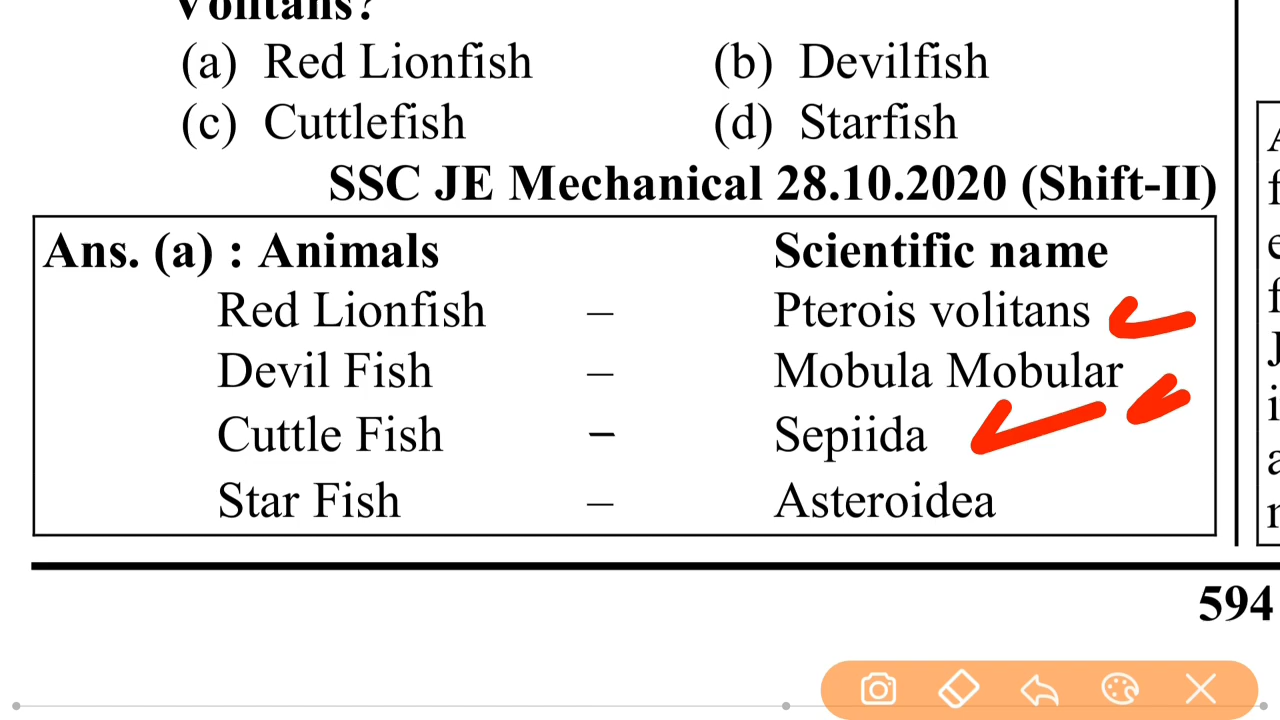 Volitans?
(a) Red Lionfish (b) Devilfish
(c) Cuttlefish (d) Starfish
SSC JE Mechanical 28.10.2020 (Shift-II)
Ans. (a) : Animals Scientific name
Red Lionfish – Pterois volitans
Devil Fish – Mobula Mobular
Cuttle Fish – Sepiida
Star Fish – Asteroidea
594